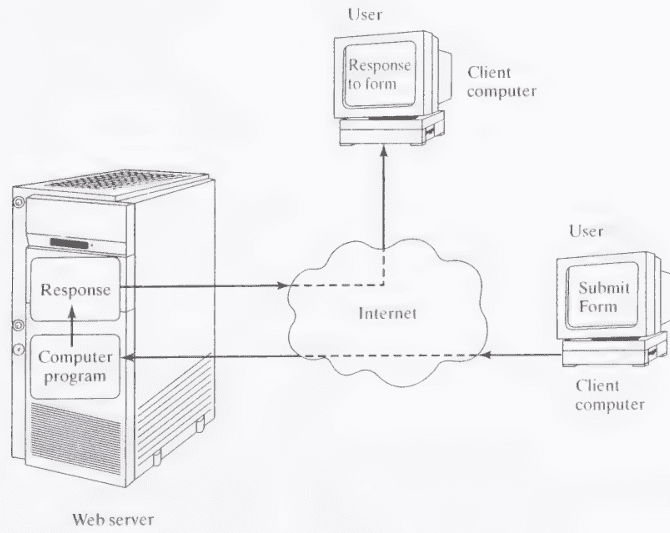 User
Response
to form
Client
computer
User
Submit
Form
Client
computer
Internet
Response
Computer
program
Web server